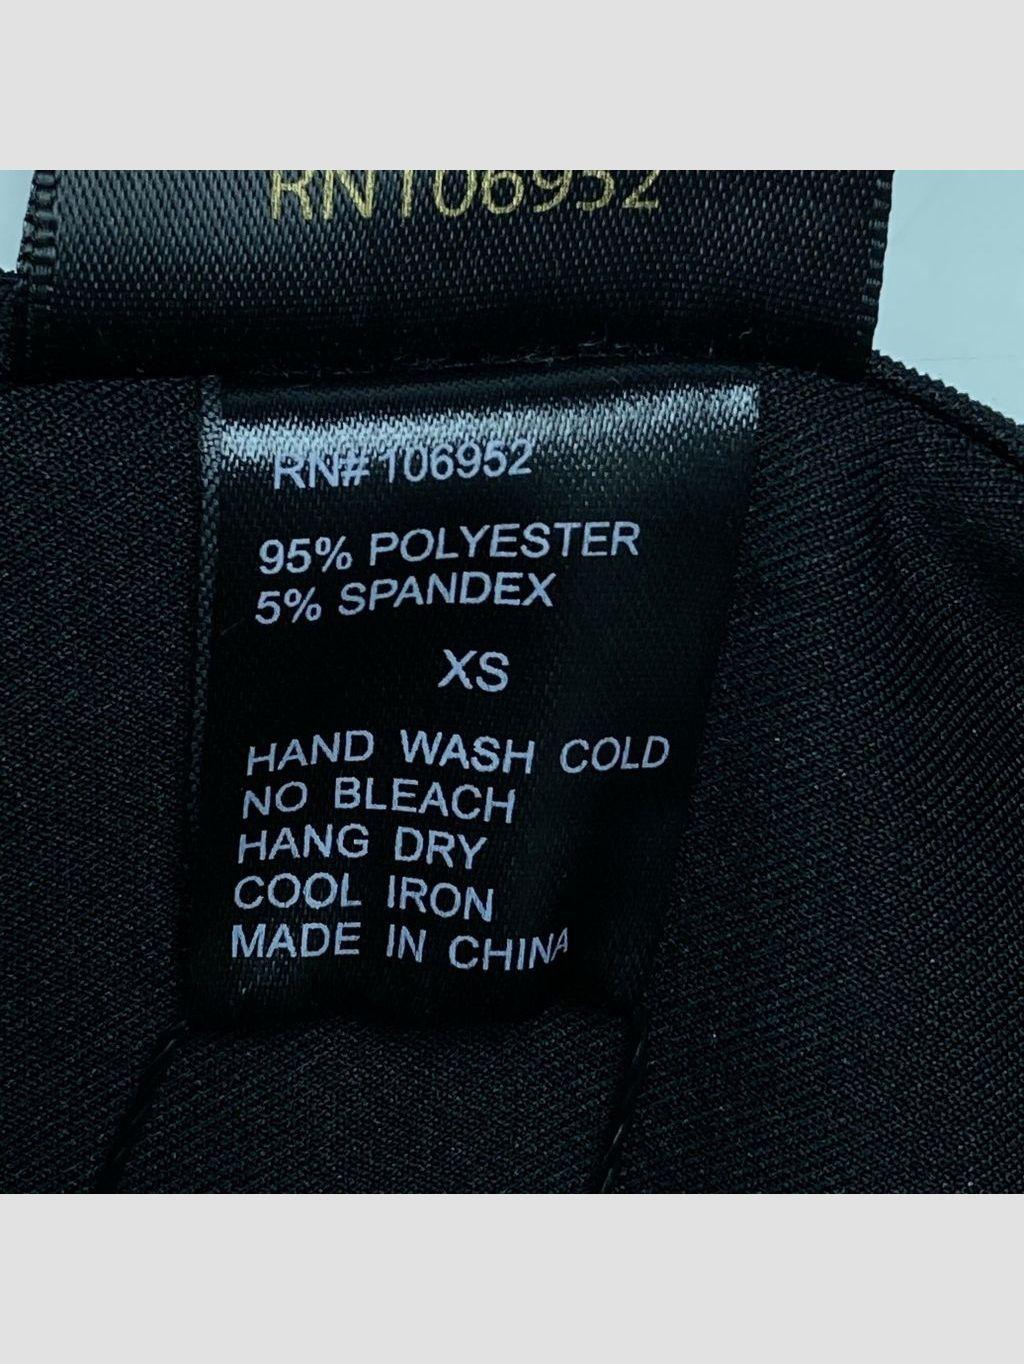 RN106952
RN# 106952
95% POLYESTER
5% SPANDEX
XS
HAND WASH COLD
NO BLEACH
HANG DRY
COOL IRON
MADE IN CHINA